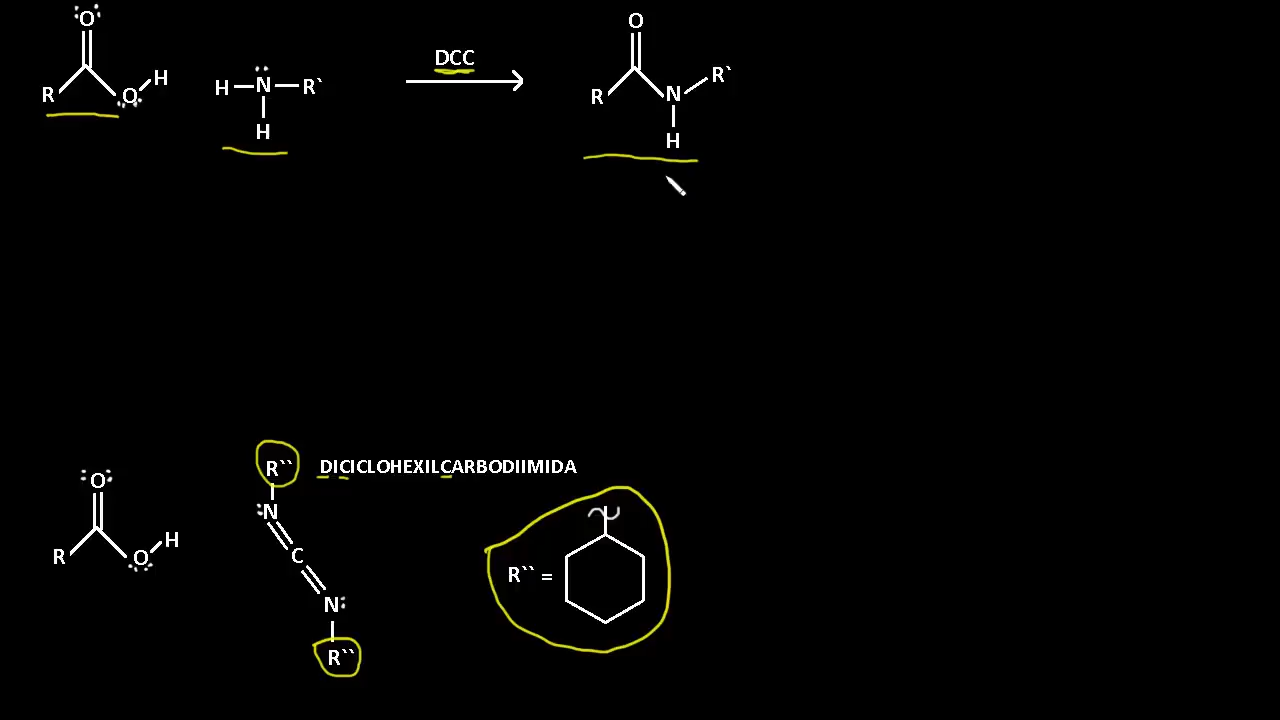 O
H
R
O
H
N
R`
H
DCC
O
R`
R
N
H
O
H
R
O
R``
DICICLOHEXILCARBODIIMIDA
N
C
N
R``
R`` =